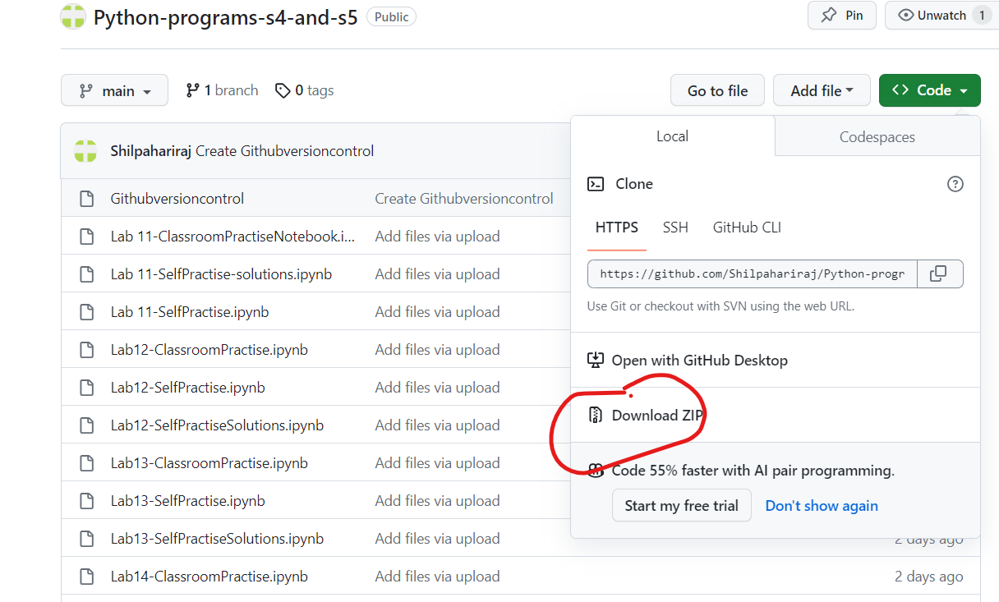 Python-programs-s4-and-s5 Public Pin Unwatch 1
main 1 branch 0 tags Go to file Add file Code
Local Codespaces
Shilpahariraj Create Githubversioncontrol
Clone
Githubversioncontrol Create Githubversioncontrol
HTTPS SSH GitHub CLI
Lab 11-ClassroomPractiseNotebook.i... Add files via upload
https://github.com/Shilpahariraj/Python-progr
Lab 11-SelfPractise-solutions.ipynb Add files via upload
Use Git or checkout with SVN using the web URL.
Lab 11-SelfPractise.ipynb Add files via upload
Lab12-ClassroomPractise.ipynb Add files via upload
Open with GitHub Desktop
Lab12-SelfPractise.ipynb Add files via upload
Download ZIP
Lab12-SelfPractiseSolutions.ipynb Add files via upload
Lab13-ClassroomPractise.ipynb Add files via upload
Code 55% faster with AI pair programming.
Lab13-SelfPractise.ipynb Add files via upload
Start my free trial Don't show again
Lab13-SelfPractiseSolutions.ipynb Add files via upload 2 days ago
Lab14-ClassroomPractise.ipynb Add files via upload 2 days ago